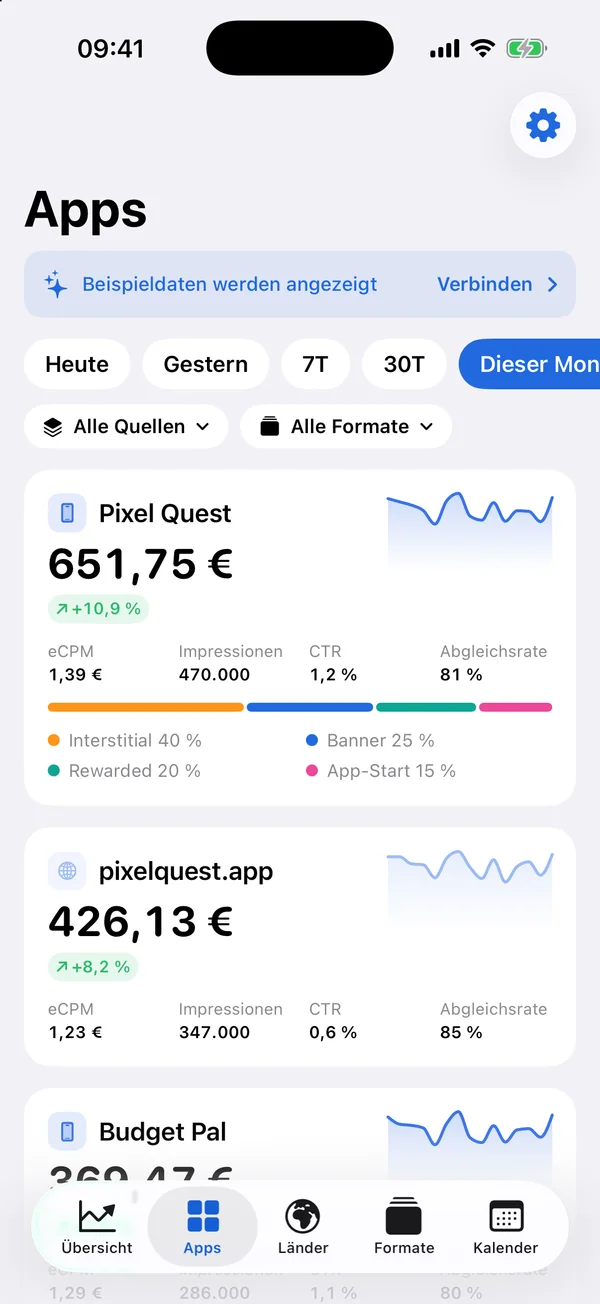 09:41
Apps
Beispieldaten werden angezeigt Verbinden
Heute Gestern 7T 30T Dieser Mon
Alle Quellen Alle Formate
Pixel Quest
651,75 €
+10,9 %
eCPM Impressionen CTR Abgleichsrate
1,39 € 470.000 1,2 % 81 %
Interstitial 40 % Banner 25 %
Rewarded 20 % App-Start 15 %
pixelquest.app
426,13 €
+8,2 %
eCPM Impressionen CTR Abgleichsrate
1,23 € 347.000 0,6 % 85 %
Budget Pal
369,47 €
Übersicht Apps Länder Formate Kalender
1,29 € 286.000 1,1 % 80 %